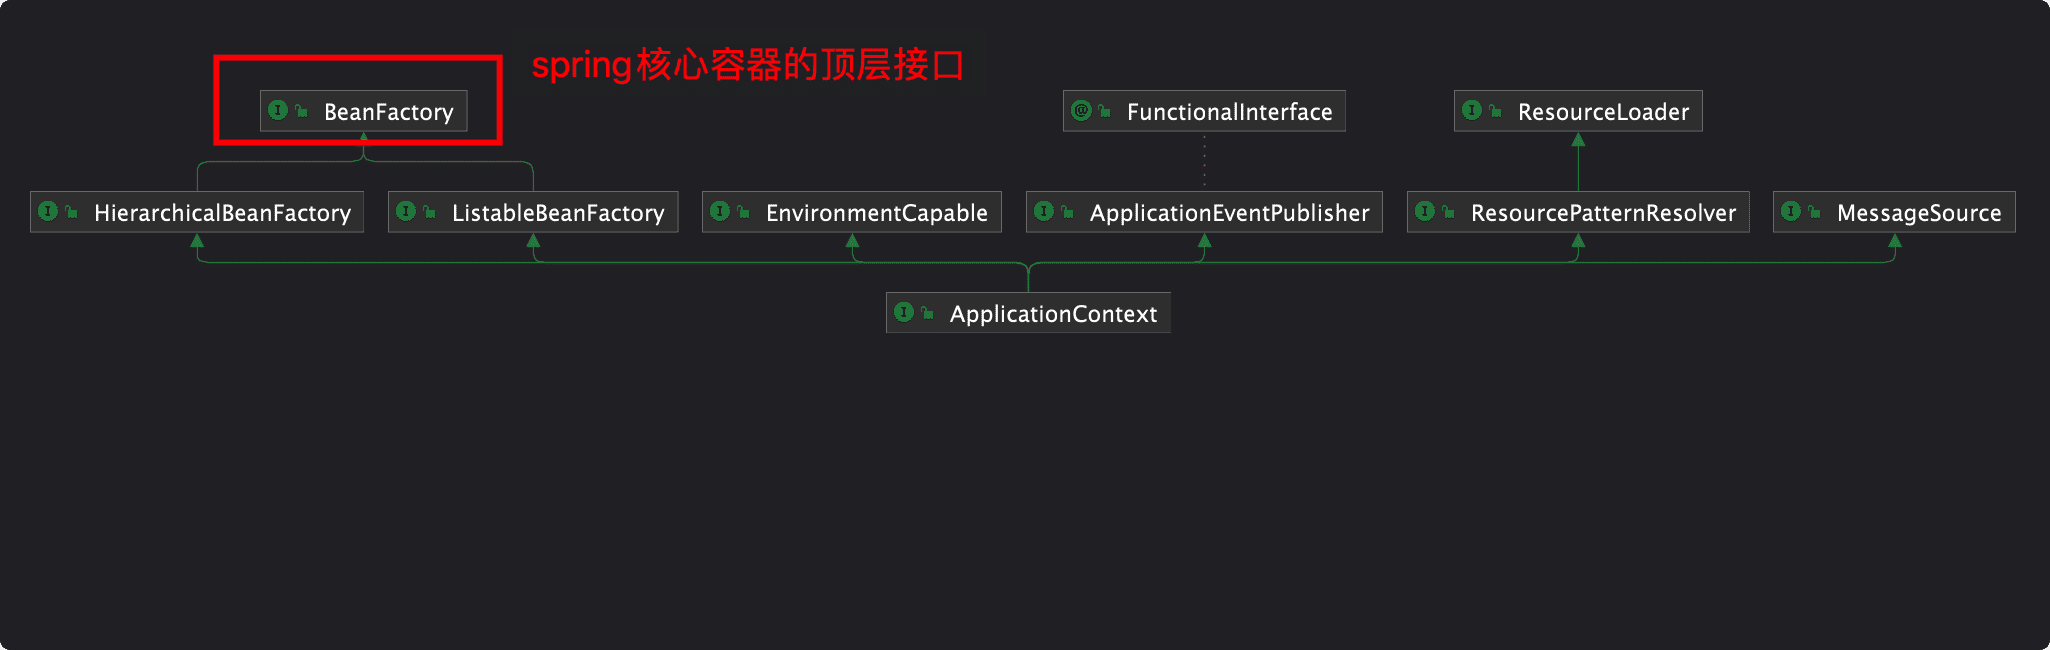 spring核心容器的顶层接口
BeanFactory
FunctionalInterface
ResourceLoader
HierarchicalBeanFactory
ListableBeanFactory
EnvironmentCapable
ApplicationEventPublisher
ResourcePatternResolver
MessageSource
ApplicationContext